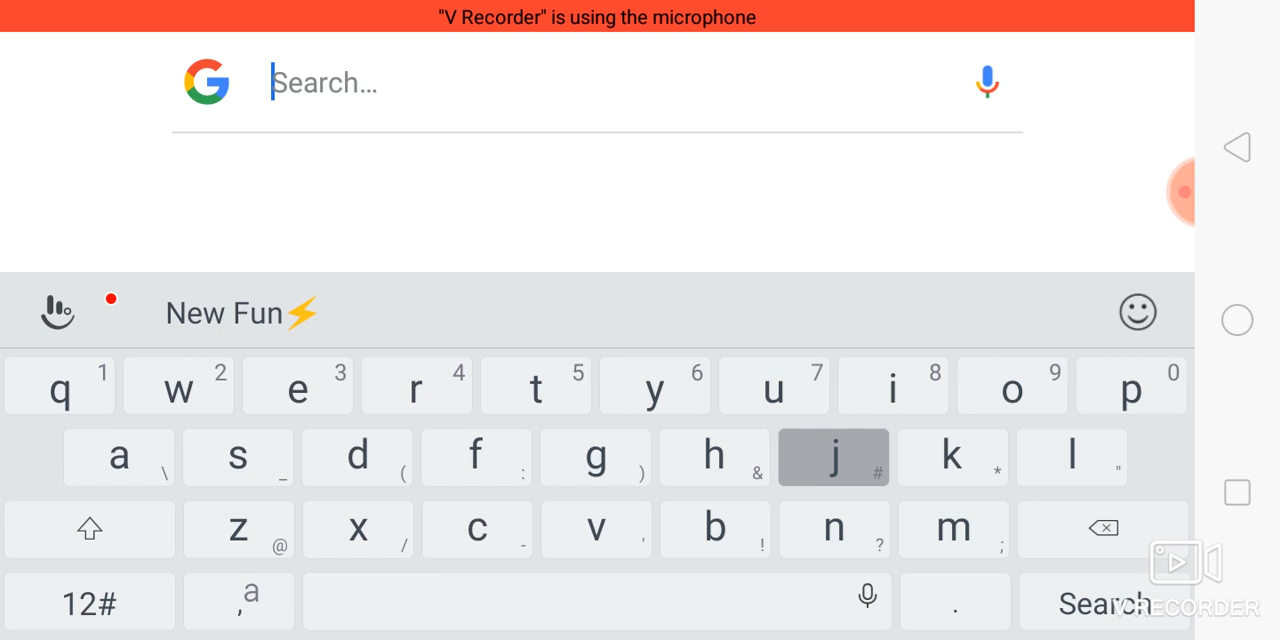 "V Recorder" is using the microphone
Search...
New Fun⚡
q 1 w 2 e 3 r 4 t 5 y 6 u 7 i 8 o 9 p 0
a \ s _ d ( f : g ) h & j # k * l "
z @ x / c - v ' b ! n ? m ;
12# , a . Search
V RECORDER